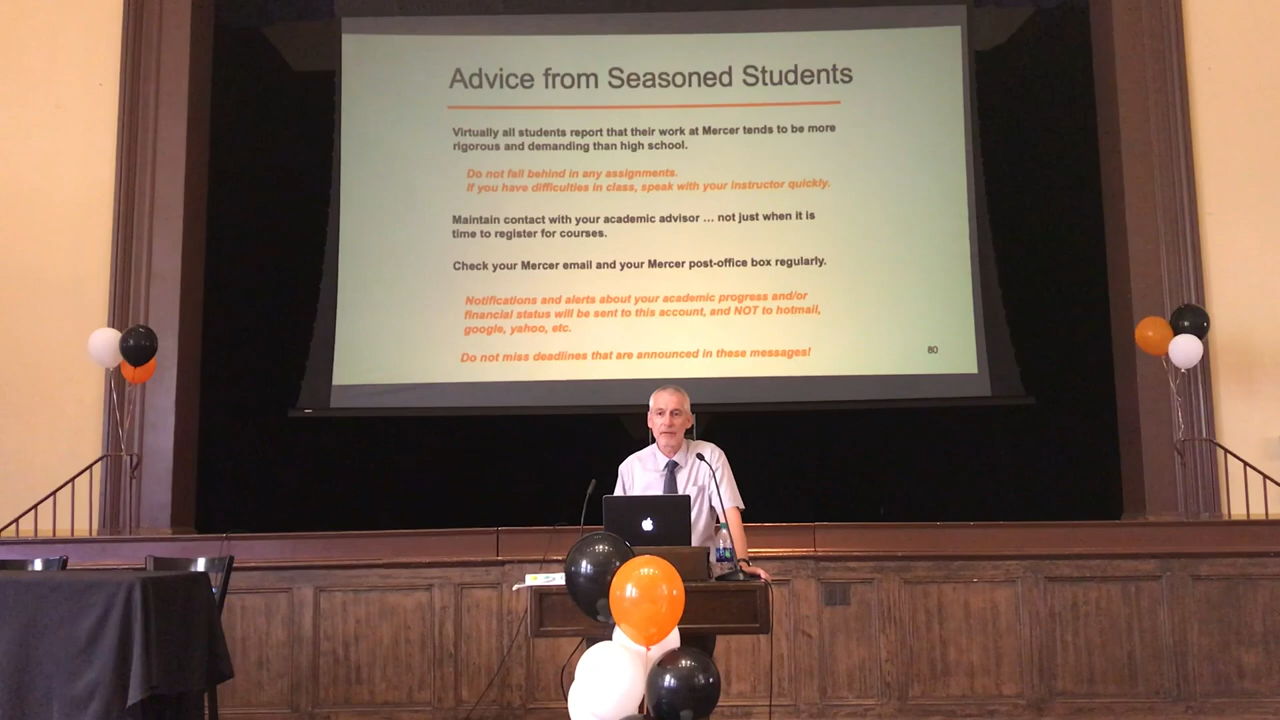 Advice from Seasoned Students
Virtually all students report that their work at Mercer tends to be more
rigorous and demanding than high school.
Do not fall behind in any assignments.
If you have difficulties in class, speak with your instructor quickly.
Maintain contact with your academic advisor ... not just when it is
time to register for courses.
Check your Mercer email and your Mercer post-office box regularly.
Notifications and alerts about your academic progress and/or
financial status will be sent to this account, and NOT to hotmail,
google, yahoo, etc.
Do not miss deadlines that are announced in these messages!
80